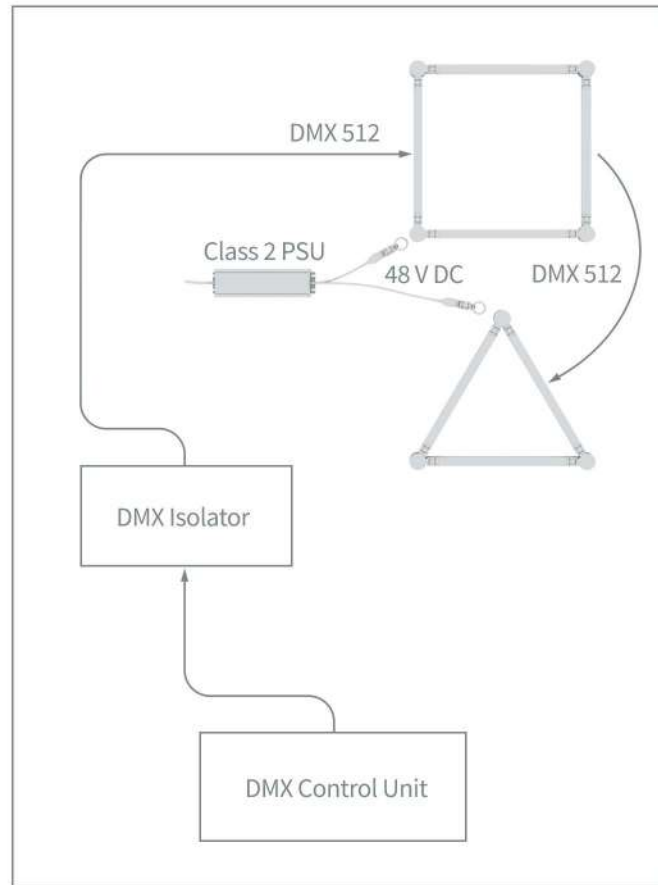 DMX 512
Class 2 PSU
48 V DC
DMX 512
DMX Isolator
DMX Control Unit